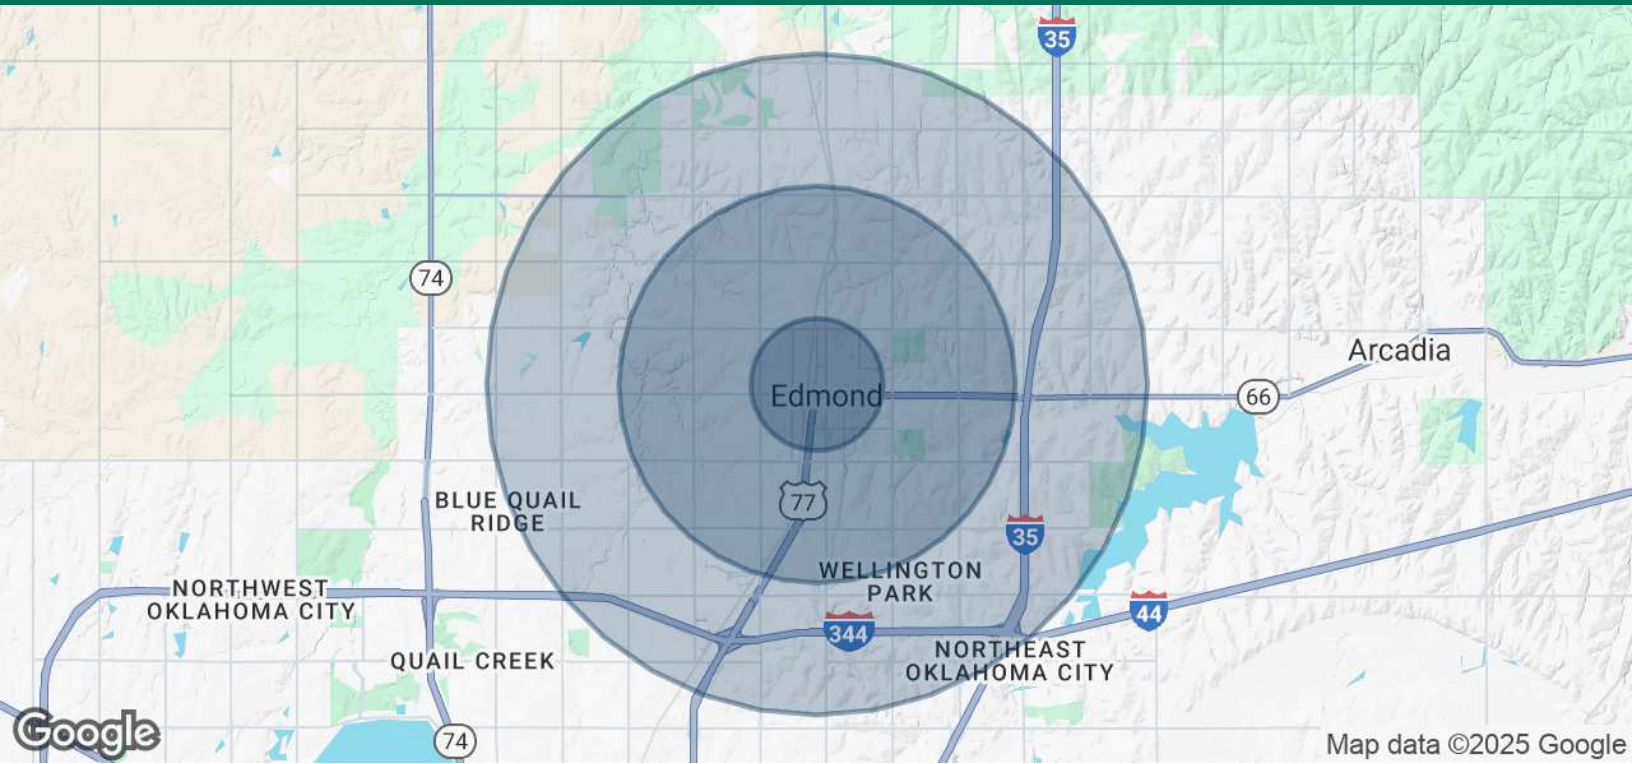 35
74
Arcadia
Edmond
66
BLUE QUAIL
RIDGE
77
35
WELLINGTON
PARK
NORTHWEST
OKLAHOMA CITY
44
344
NORTHEAST
OKLAHOMA CITY
QUAIL CREEK
74
Google
Map data ©2025 Google